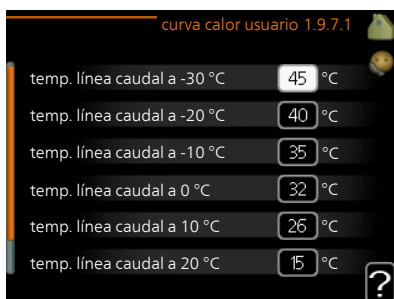 curva calor usuario 1.9.7.1
temp. línea caudal a -30 °C 45 °C
temp. línea caudal a -20 °C 40 °C
temp. línea caudal a -10 °C 35 °C
temp. línea caudal a 0 °C 32 °C
temp. línea caudal a 10 °C 26 °C
temp. línea caudal a 20 °C 15 °C
?